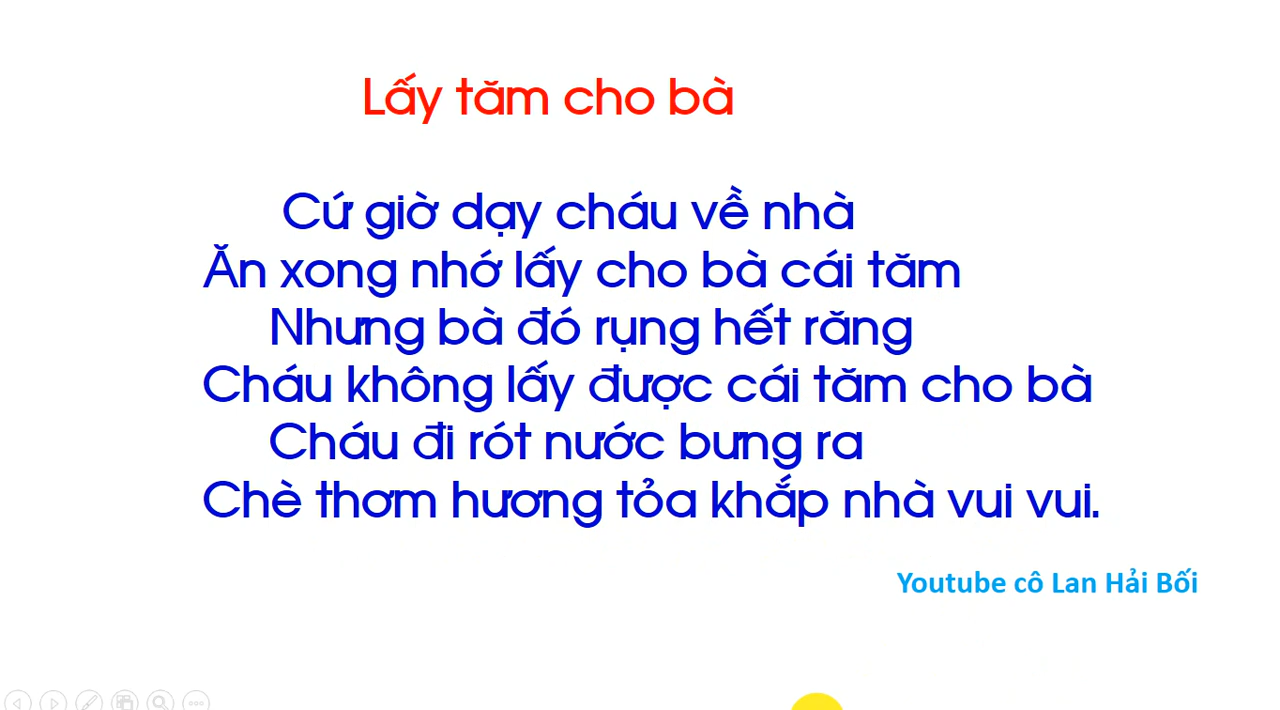 Lấy tăm cho bà
Cứ giờ dạy cháu về nhà
Ăn xong nhớ lấy cho bà cái tăm
Nhưng bà đó rụng hết răng
Cháu không lấy được cái tăm cho bà
Cháu đi rót nước bưng ra
Chè thơm hương tỏa khắp nhà vui vui.
Youtube cô Lan Hải Bối